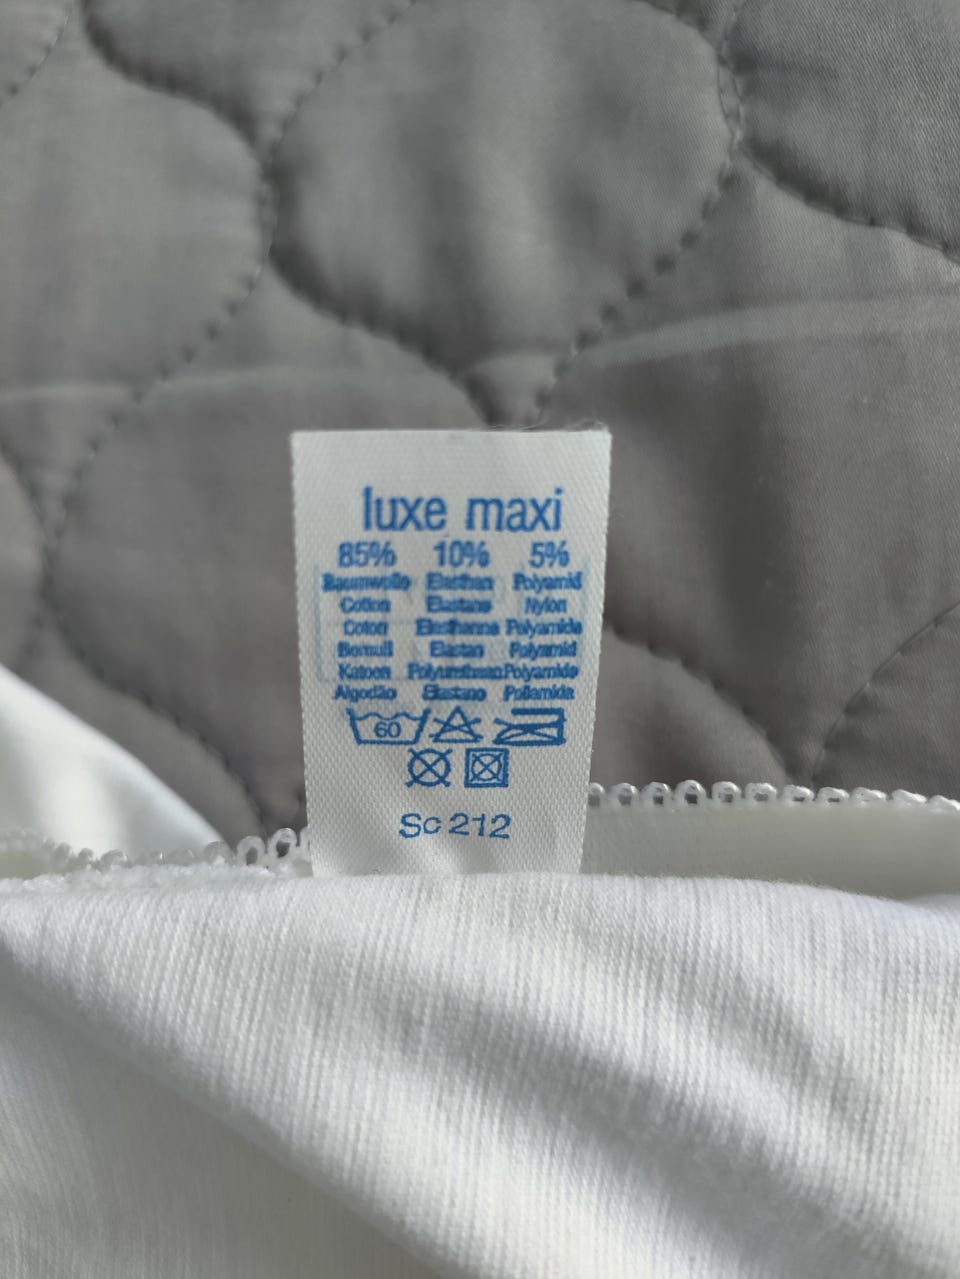 luxe maxi
85% 10% 5%
Baumwolle Elasthan Polyamid
Cotton Elastane Nylon
Coton Elasthanne Polyamide
Bomull Elastan Polyamid
Katoen Polyurethaan Polyamide
Algodão Elastano Poliamida
60
Sc 212